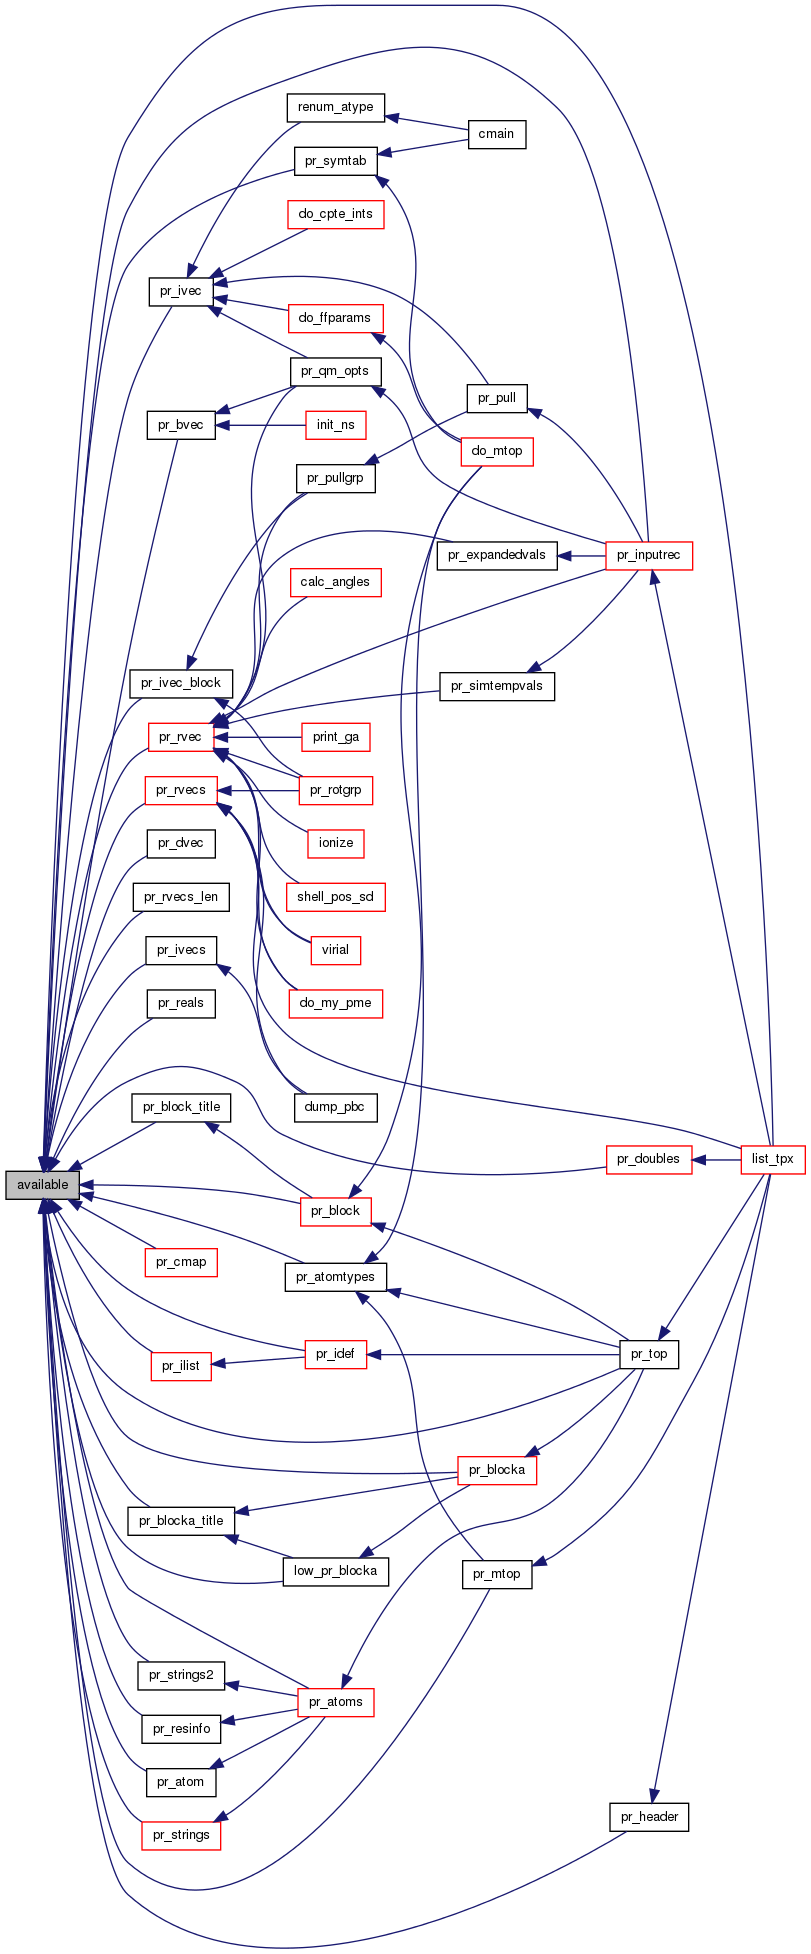 renum_atype
cmain
pr_symtab
do_cpte_ints
pr_ivec
do_ffparams
pr_qm_opts
pr_pull
pr_bvec
init_ns
do_mtop
pr_pullgrp
pr_expandedvals
pr_inputrec
calc_angles
pr_ivec_block
pr_simtempvals
pr_rvec
print_ga
pr_rvecs
pr_rotgrp
pr_dvec
ionize
pr_rvecs_len
shell_pos_sd
pr_ivecs
virial
pr_reals
do_my_pme
pr_block_title
dump_pbc
pr_doubles
list_tpx
available
pr_block
pr_cmap
pr_atomtypes
pr_ilist
pr_idef
pr_top
pr_blocka
pr_blocka_title
low_pr_blocka
pr_mtop
pr_strings2
pr_atoms
pr_resinfo
pr_atom
pr_header
pr_strings